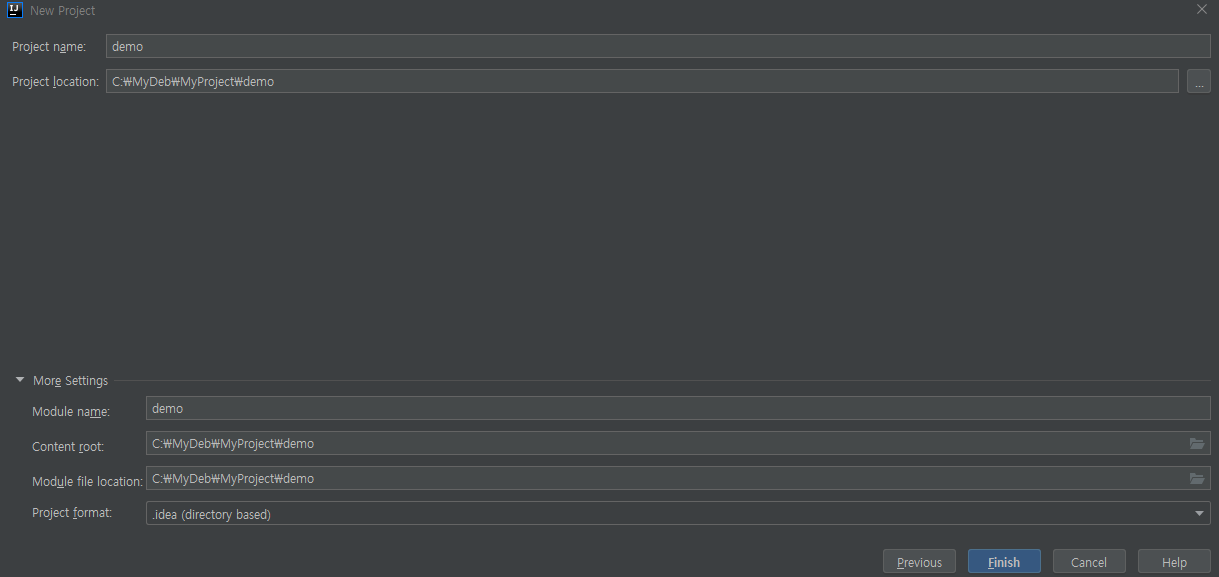 IJ New Project
Project name: demo
Project location: C:₩MyDeb₩MyProject₩demo ...
More Settings
Module name: demo
Content root: C:₩MyDeb₩MyProject₩demo
Module file location: C:₩MyDeb₩MyProject₩demo
Project format: .idea (directory based)
Previous Finish Cancel Help